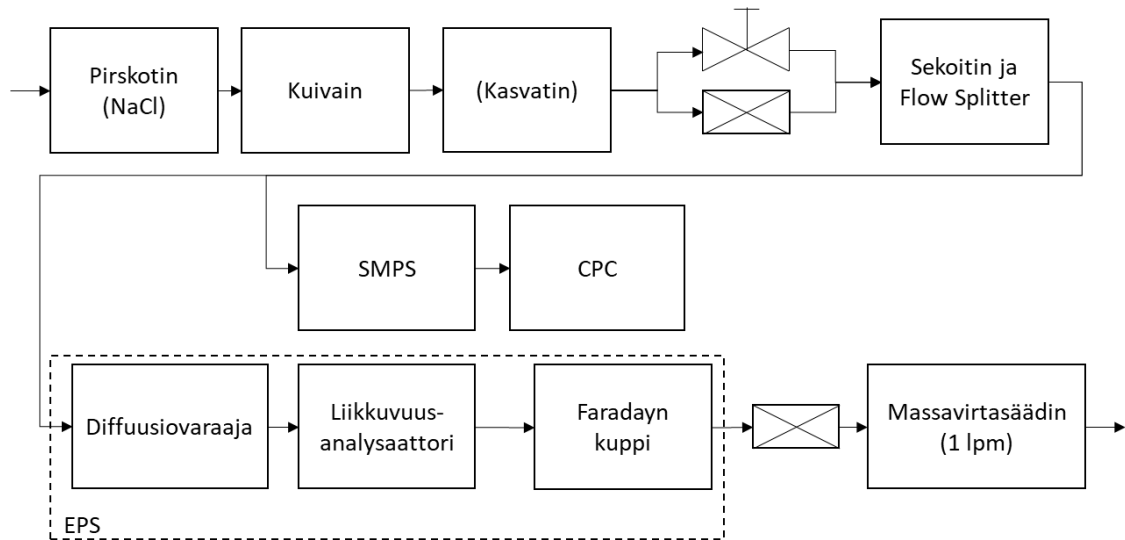 Pirskotin
(NaCl)
Kuivain
(Kasvatin)
Sekoitin ja
Flow Splitter
SMPS
CPC
Diffuusiovaraaja
Liikkuvuus-
analysaattori
Faradayn
kuppi
Massavirtasäädin
(1 lpm)
EPS